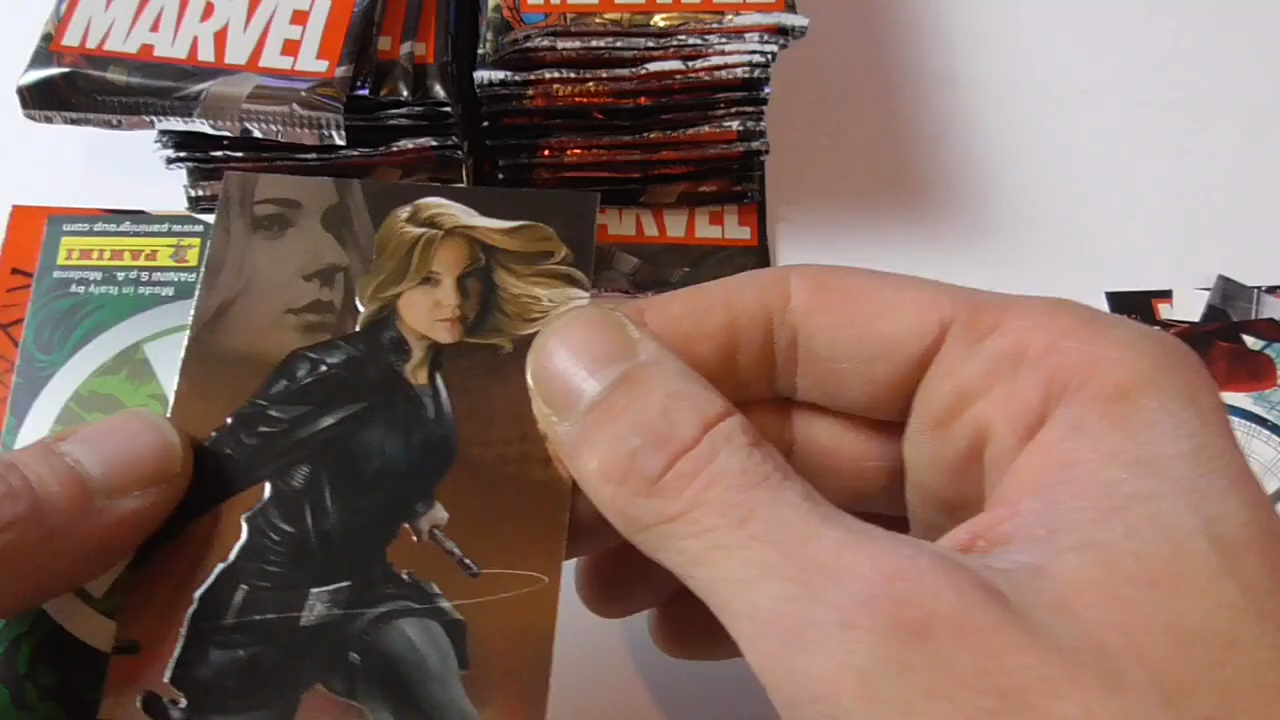 MARVEL
MARVEL
www.paninigroup.com
PANINI
PANINI S.p.A. - Modena
Made in Italy by